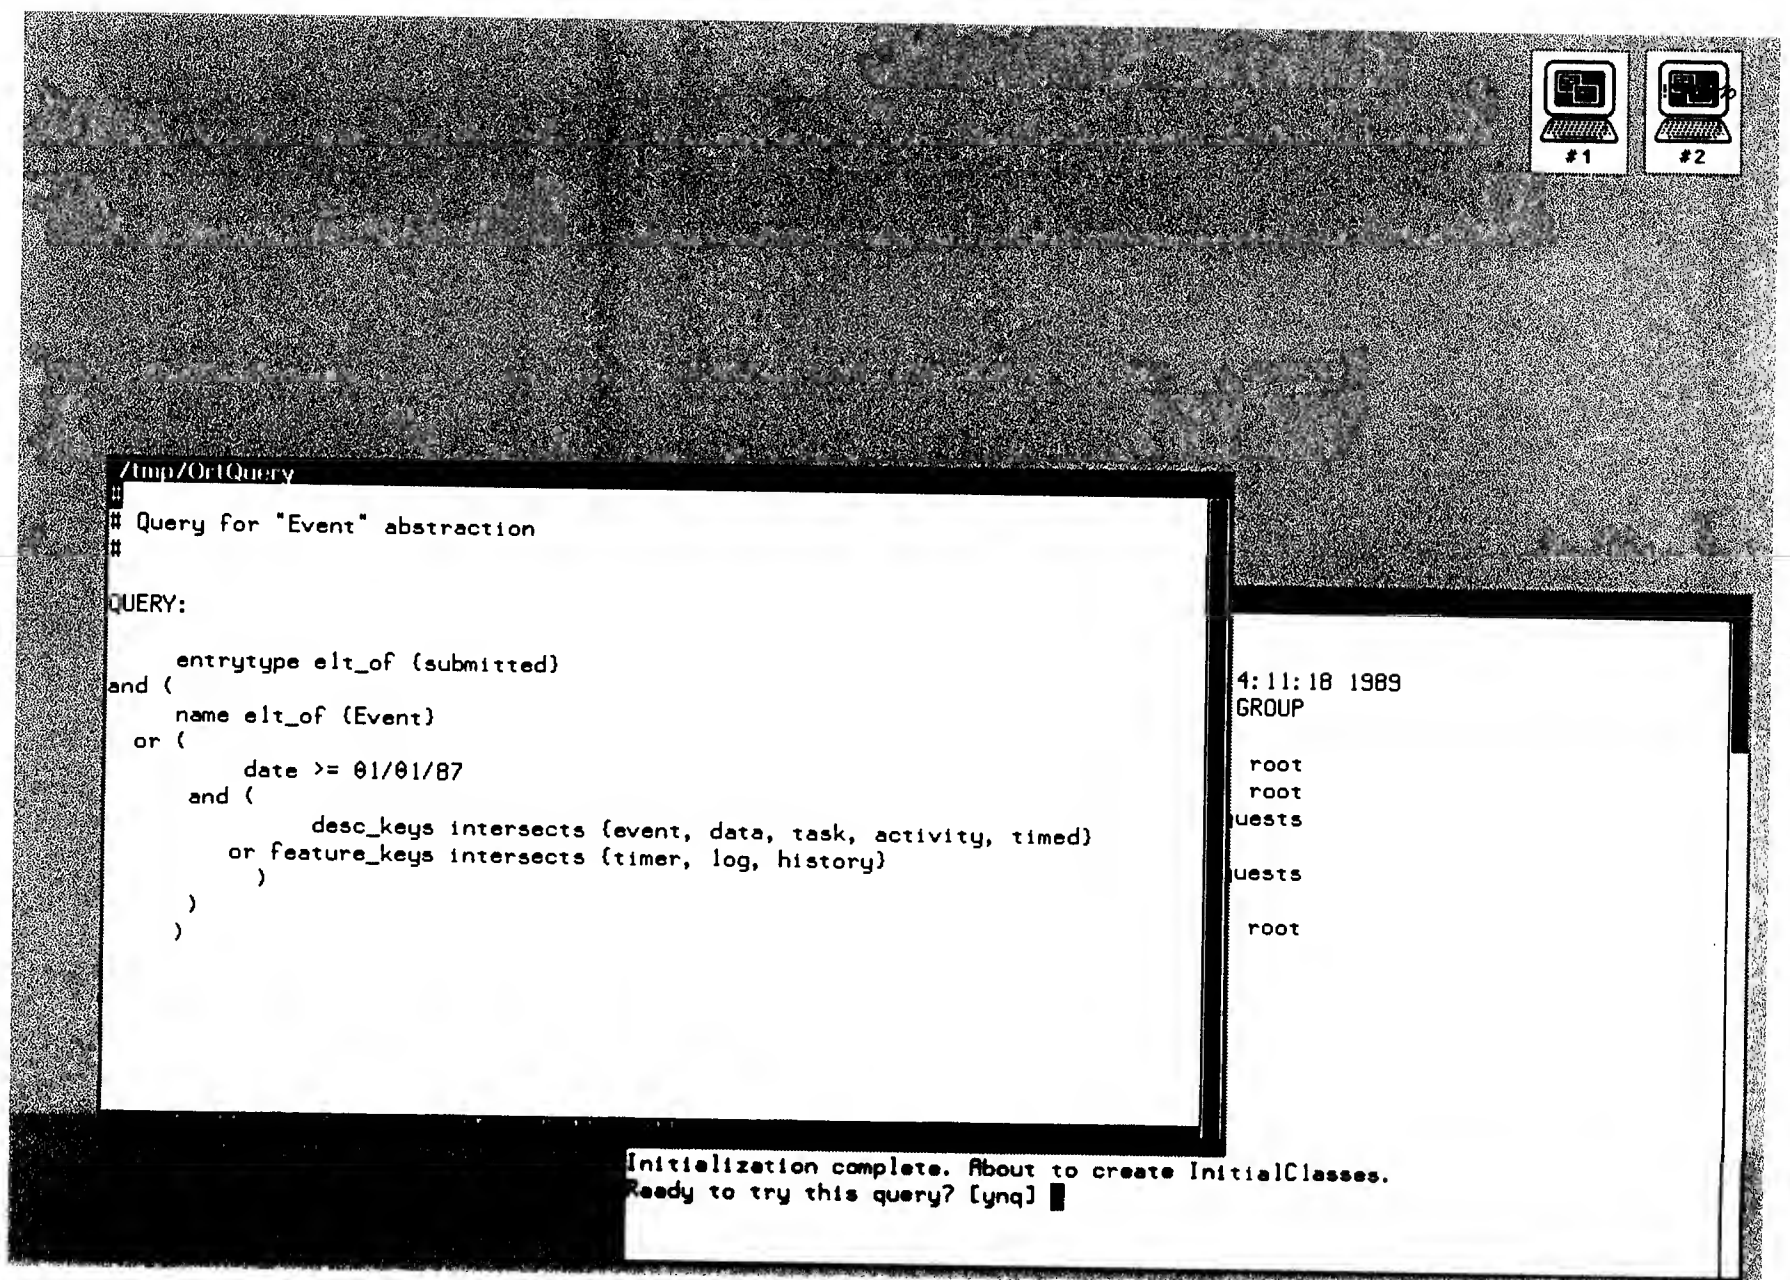 #1
#2
/tmp/OrtQuery
#
# Query for "Event" abstraction
#
QUERY:
entrytype elt_of {submitted}
and (
name elt_of {Event}
or (
date >= 01/01/87
and (
desc_keys intersects {event, data, task, activity, timed}
or feature_keys intersects {timer, log, history}
)
)
)
4:11:18 1989
GROUP
root
root
uests
uests
root
Initialization complete. About to create InitialClasses.
Ready to try this query? [ynq]